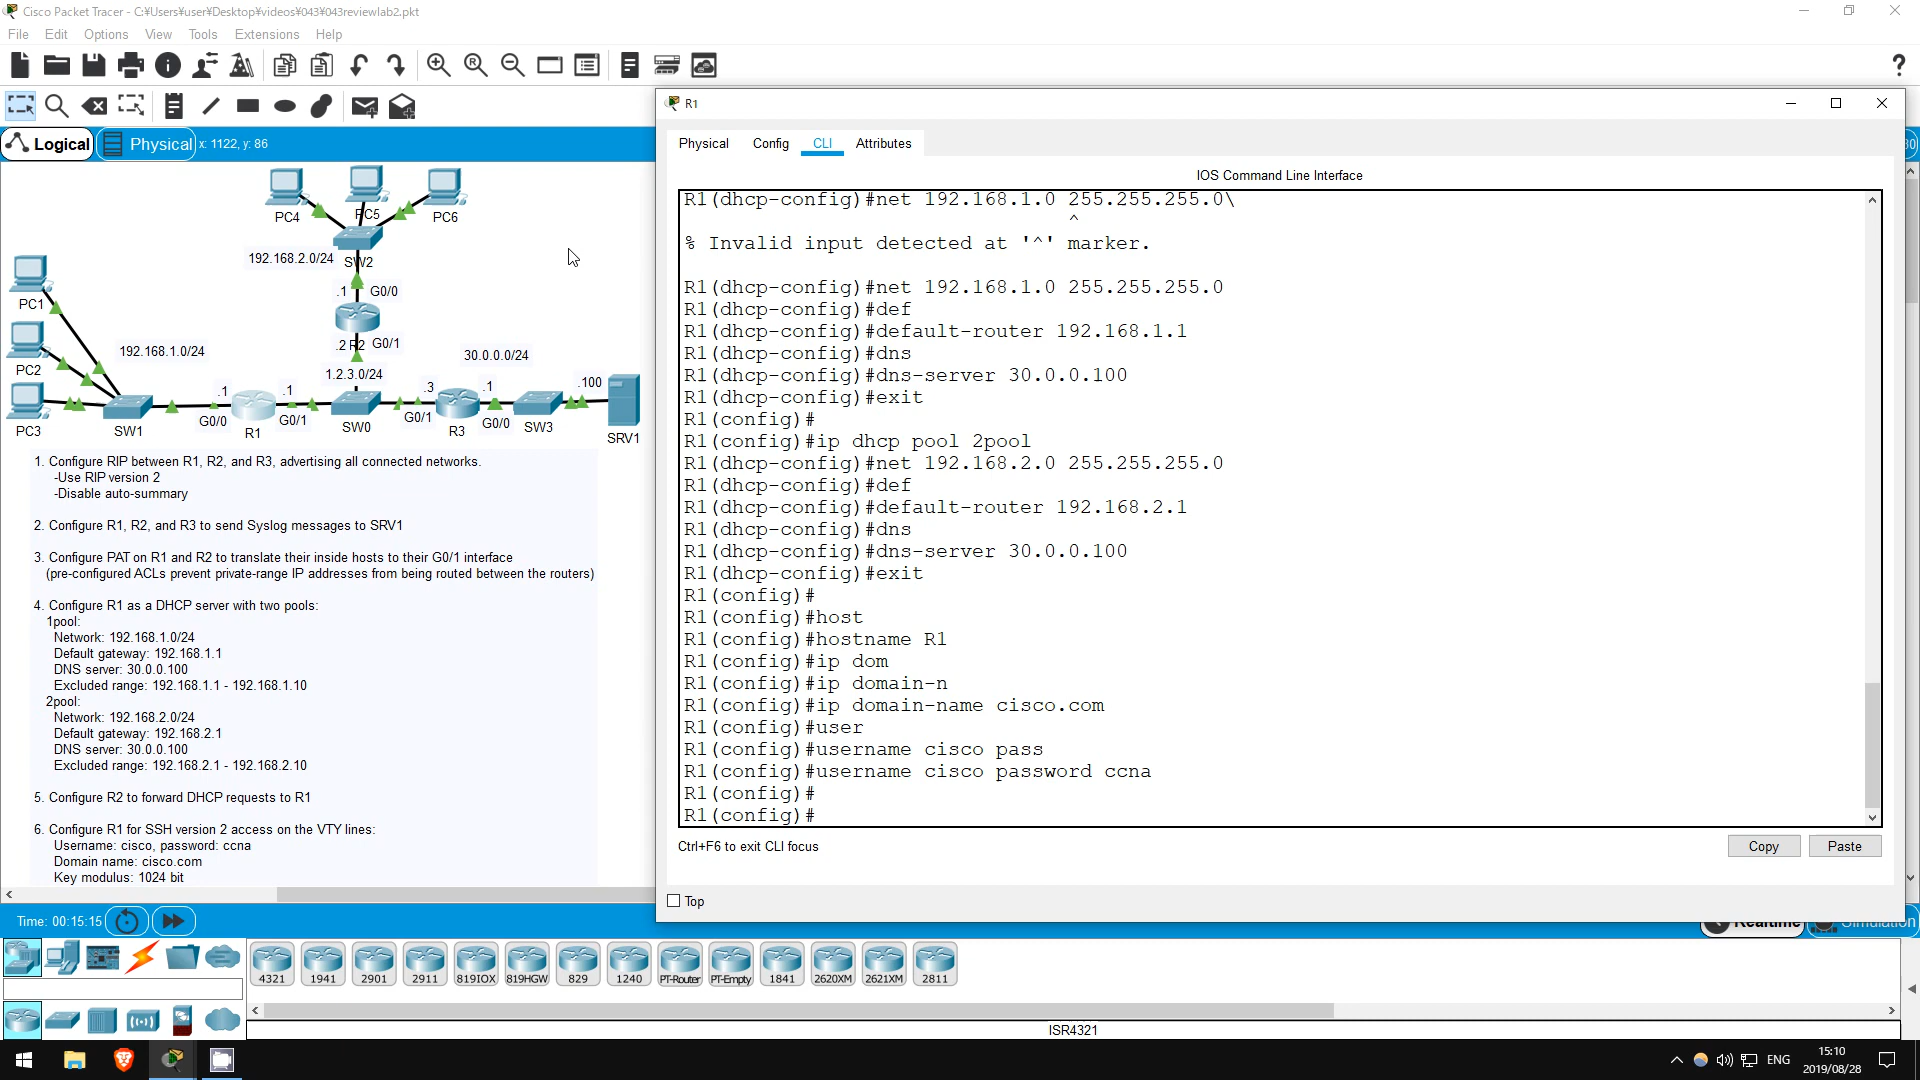 Cisco Packet Tracer - C:¥Users¥user¥Desktop¥videos¥043¥043reviewlab2.pkt
File Edit Options View Tools Extensions Help
Logical Physical x: 1122, y: 86
PC4 PC5 PC6
192.168.2.0/24 SW2
.1 G0/0
PC1
.2 R2 G0/1
192.168.1.0/24 30.0.0.0/24
PC2
1.2.3.0/24
.1 .1 .3 .1 .100
G0/0 G0/1 G0/1 G0/0
PC3 SW1 R1 SW0 R3 SW3 SRV1
1. Configure RIP between R1, R2, and R3, advertising all connected networks.
-Use RIP version 2
-Disable auto-summary
2. Configure R1, R2, and R3 to send Syslog messages to SRV1
3. Configure PAT on R1 and R2 to translate their inside hosts to their G0/1 interface
(pre-configured ACLs prevent private-range IP addresses from being routed between the routers)
4. Configure R1 as a DHCP server with two pools:
1pool:
Network: 192.168.1.0/24
Default gateway: 192.168.1.1
DNS server: 30.0.0.100
Excluded range: 192.168.1.1 - 192.168.1.10
2pool:
Network: 192.168.2.0/24
Default gateway: 192.168.2.1
DNS server: 30.0.0.100
Excluded range: 192.168.2.1 - 192.168.2.10
5. Configure R2 to forward DHCP requests to R1
6. Configure R1 for SSH version 2 access on the VTY lines:
Username: cisco, password: ccna
Domain name: cisco.com
Key modulus: 1024 bit
R1
Physical Config CLI Attributes
IOS Command Line Interface
R1(dhcp-config)#net 192.168.1.0 255.255.255.0\
^
% Invalid input detected at '^' marker.
R1(dhcp-config)#net 192.168.1.0 255.255.255.0
R1(dhcp-config)#def
R1(dhcp-config)#default-router 192.168.1.1
R1(dhcp-config)#dns
R1(dhcp-config)#dns-server 30.0.0.100
R1(dhcp-config)#exit
R1(config)#
R1(config)#ip dhcp pool 2pool
R1(dhcp-config)#net 192.168.2.0 255.255.255.0
R1(dhcp-config)#def
R1(dhcp-config)#default-router 192.168.2.1
R1(dhcp-config)#dns
R1(dhcp-config)#dns-server 30.0.0.100
R1(dhcp-config)#exit
R1(config)#
R1(config)#host
R1(config)#hostname R1
R1(config)#ip dom
R1(config)#ip domain-n
R1(config)#ip domain-name cisco.com
R1(config)#user
R1(config)#username cisco pass
R1(config)#username cisco password ccna
R1(config)#
R1(config)#
Ctrl+F6 to exit CLI focus
Copy Paste
Top
Time: 00:15:15
Realtime Simulation
4321 1941 2901 2911 819IOX 819HGW 829 1240 PT-Router PT-Empty 1841 2620XM 2621XM 2811
ISR4321
ENG
15:10
2019/08/28